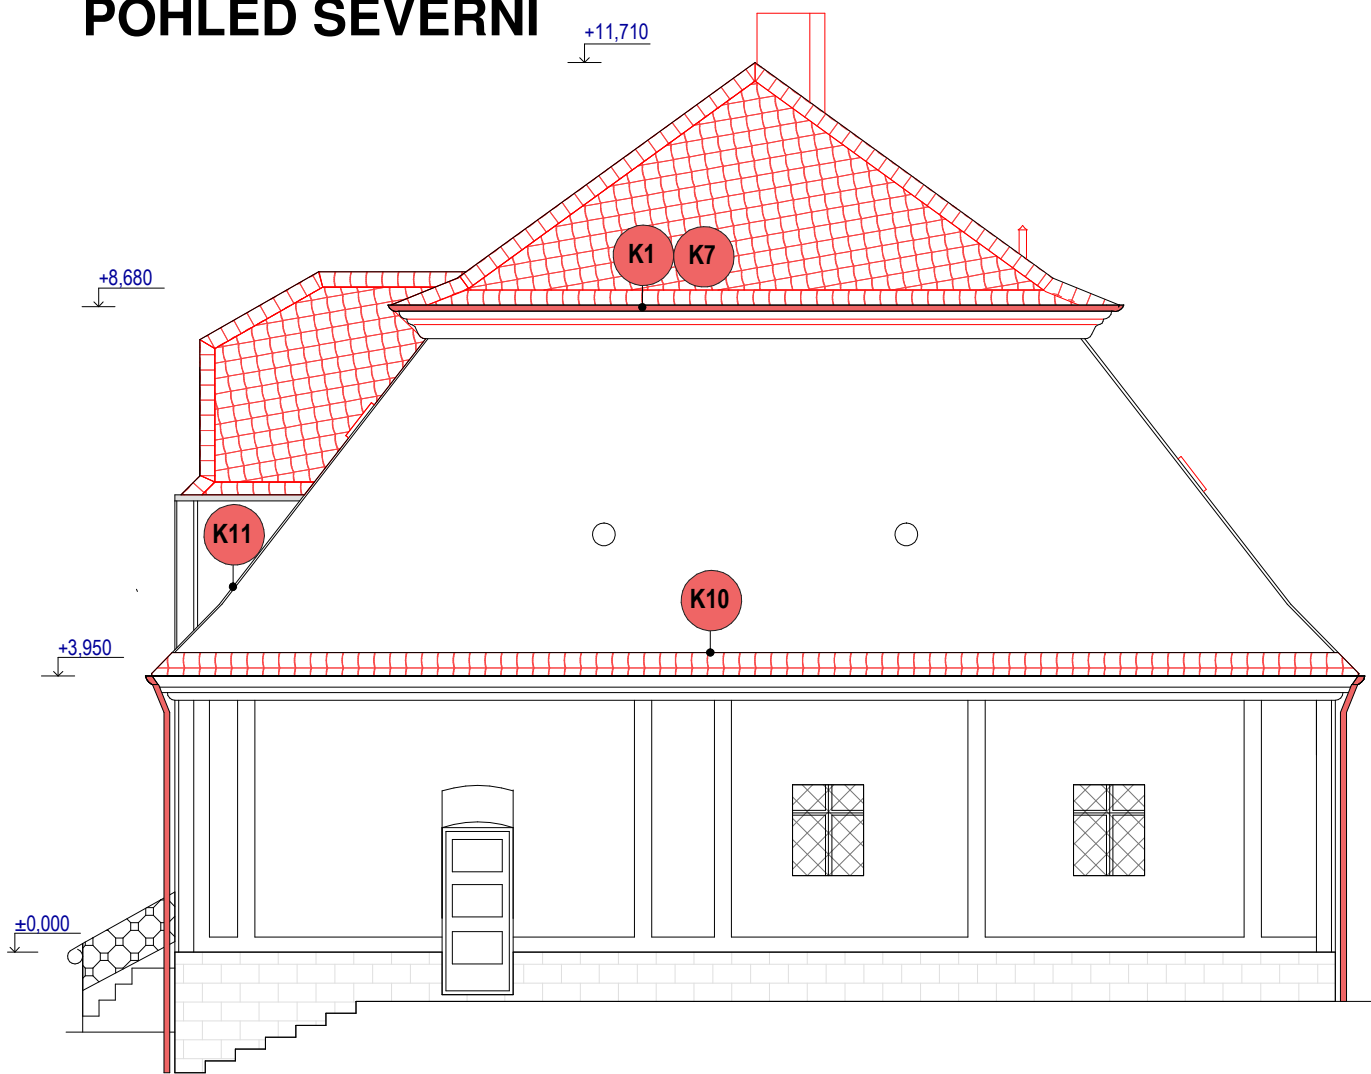 POHLED SEVERNÍ
+11,710
K1 K7
+8,680
K11
K10
+3,950
±0,000